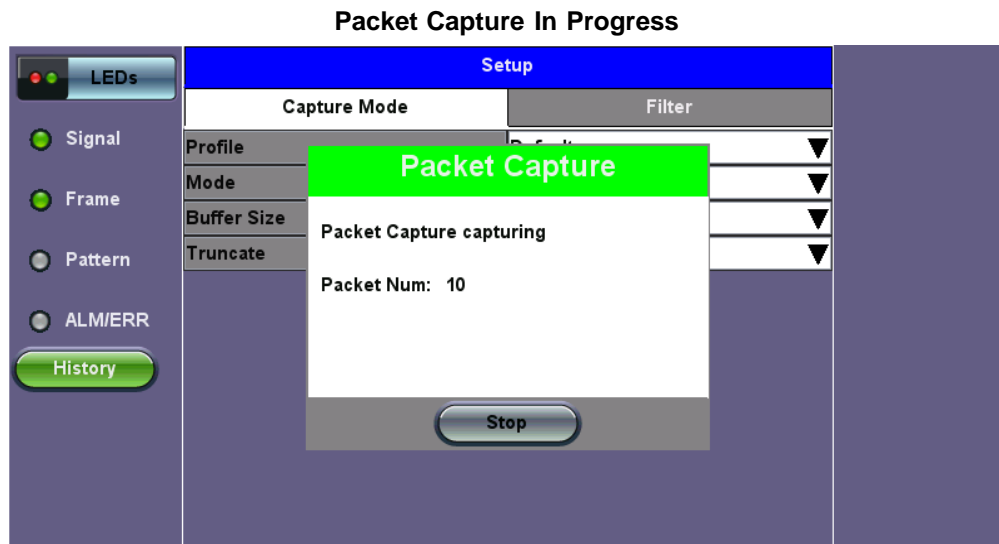 Packet Capture In Progress
LEDs
Setup
Capture Mode
Filter
Signal
Profile
Packet Capture
Mode
Frame
Buffer Size
Packet Capture capturing
Truncate
Pattern
Packet Num: 10
ALM/ERR
History
Stop